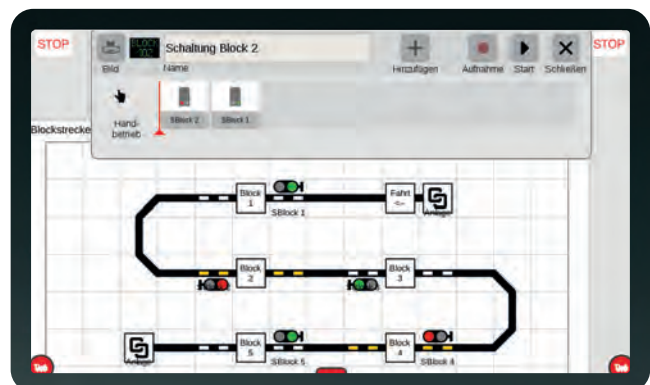 STOP
BLOCK
Schaltung Block 2
STOP
Bild
Name
Hinzufügen
Aufnahme
Start
Schließen
Hand-
betrieb
SBlock 2
SBlock 1
Blockstrecke
Block
1
Fahrt
<--
SBlock 1
Anlage
Block
2
Block
3
Block
5
Block
4
Anlage
SBlock 5
SBlock 4